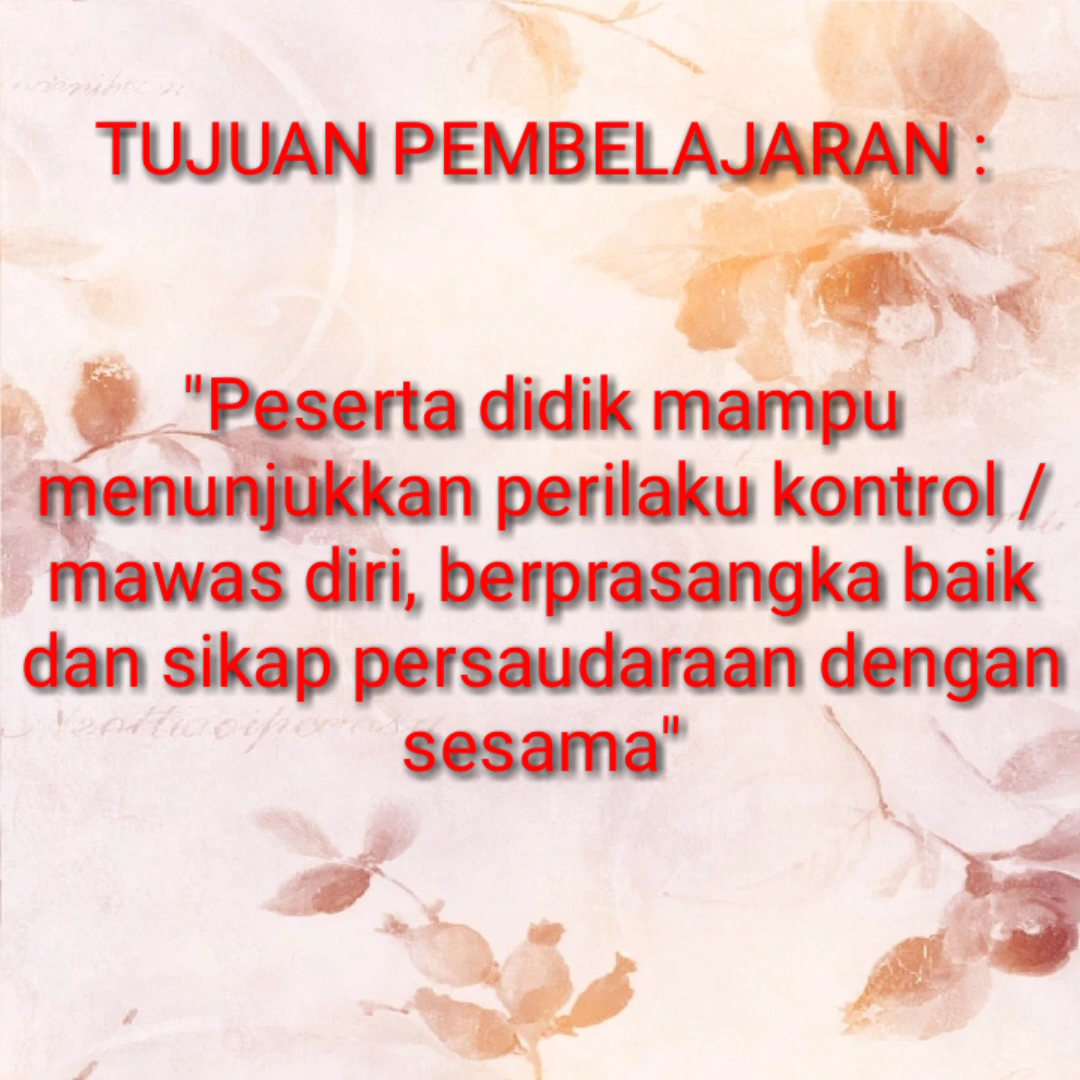 TUJUAN PEMBELAJARAN :
"Peserta didik mampu
menunjukkan perilaku kontrol /
mawas diri, berprasangka baik
dan sikap persaudaraan dengan
sesama"